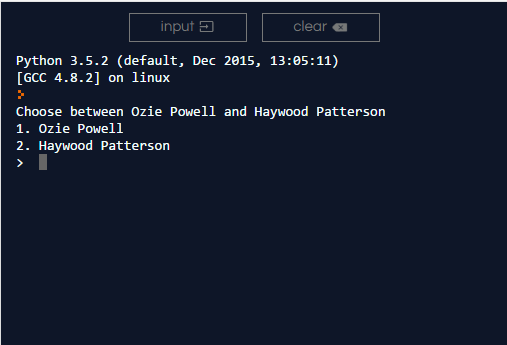 input clear
Python 3.5.2 (default, Dec 2015, 13:05:11)
[GCC 4.8.2] on linux
Choose between Ozie Powell and Haywood Patterson
1. Ozie Powell
2. Haywood Patterson
>